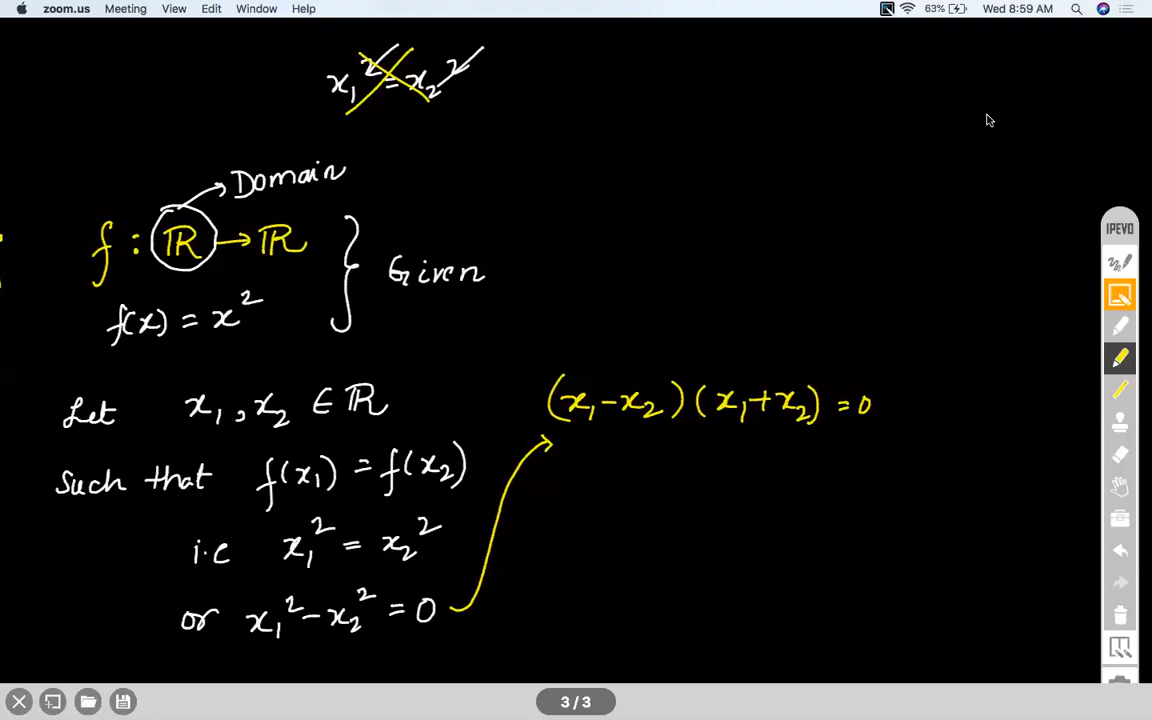 zoom.us Meeting View Edit Window Help 63% Wed 8:59 AM
x₁² = x₂²
Domain
f : ℝ → ℝ
Given
f(x) = x²
Let x₁, x₂ ∈ ℝ
(x₁ - x₂)(x₁ + x₂) = 0
Such that f(x₁) = f(x₂)
i.e x₁² = x₂²
or x₁² - x₂² = 0
IPEVO
3 / 3